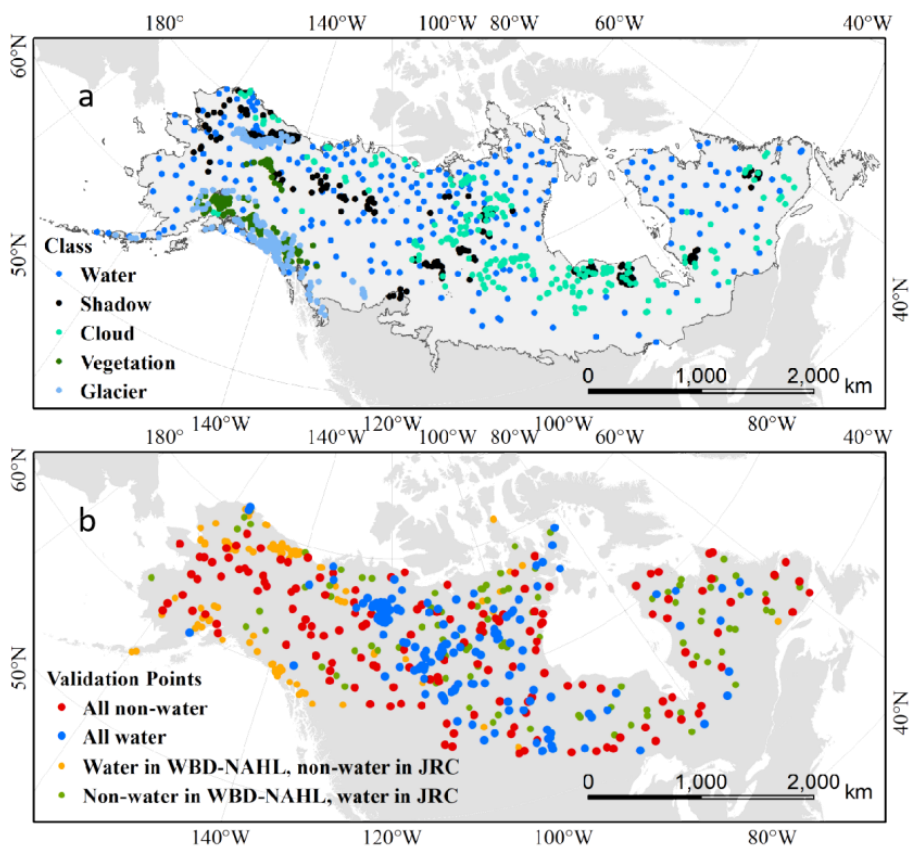 180° 140°W 100°W 80°W 60°W 40°W
60°N
a
50°N
Class
Water
Shadow
Cloud
Vegetation
Glacier
40°N
0 1,000 2,000
km
140°W 120°W 100°W 80°W
180° 140°W 140°W 100°W 80°W 60°W 40°W
60°N
b
50°N
Validation Points
All non-water
All water
Water in WBD-NAHL, non-water in JRC
Non-water in WBD-NAHL, water in JRC
40°N
0 1,000 2,000
km
140°W 120°W 100°W 80°W